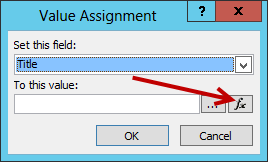 Value Assignment ? x
Set this field:
Title
To this value:
... fx
OK Cancel